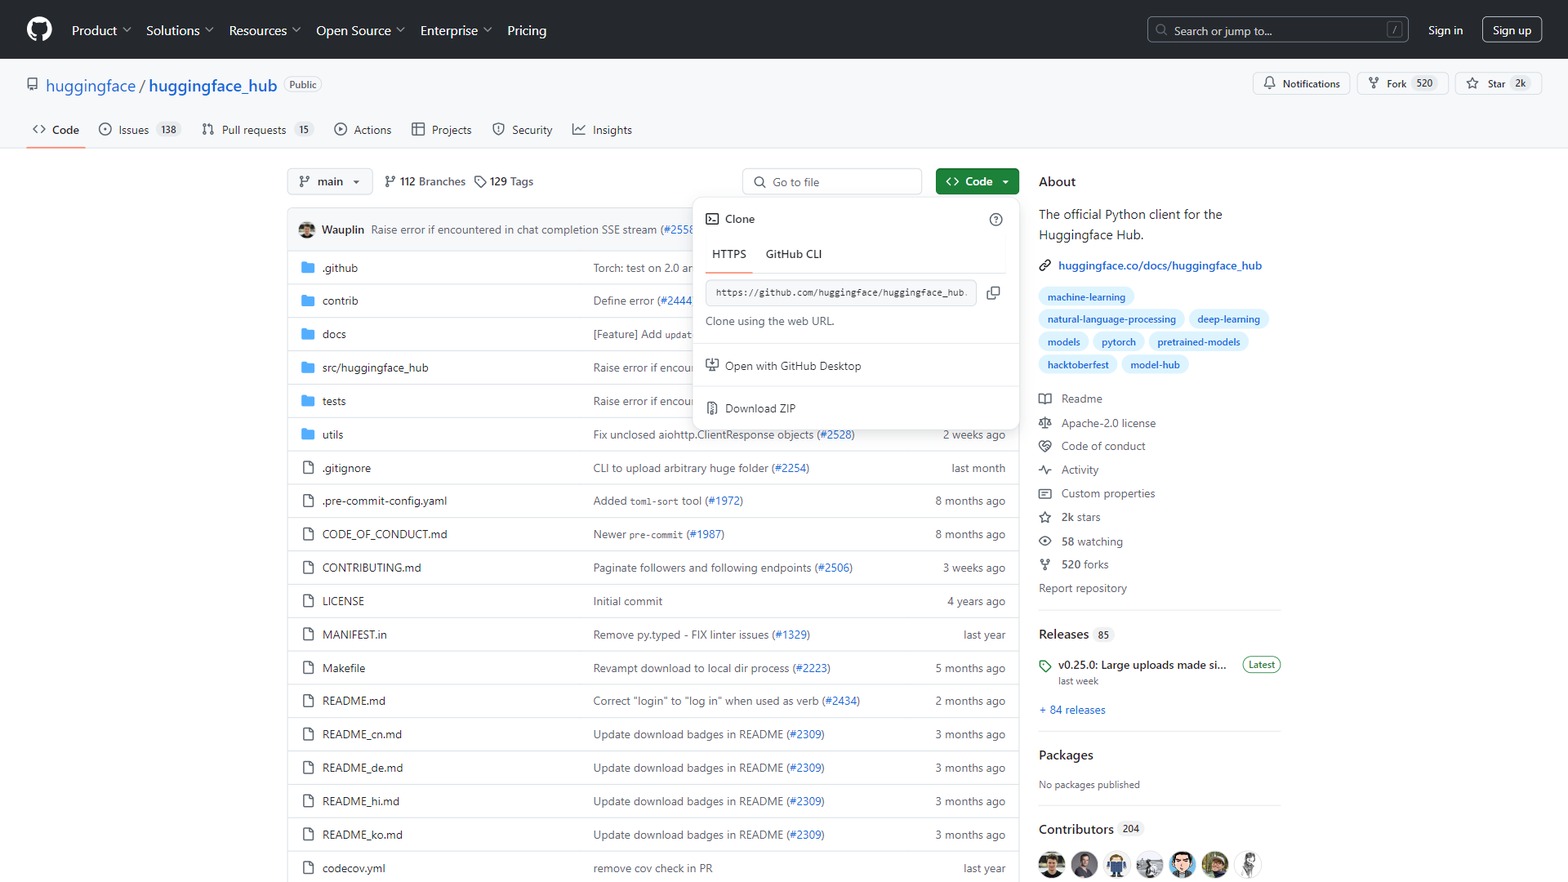 Product Solutions Resources Open Source Enterprise Pricing Search or jump to... / Sign in Sign up
huggingface / huggingface_hub Public Notifications Fork 520 Star 2k
Code Issues 138 Pull requests 15 Actions Projects Security Insights
main 112 Branches 129 Tags Go to file Code
Wauplin Raise error if encountered in chat completion SSE stream (#2558
Clone
HTTPS GitHub CLI
https://github.com/huggingface/huggingface_hub.
Clone using the web URL.
Open with GitHub Desktop
Download ZIP
.github Torch: test on 2.0 ar
contrib Define error (#2444
docs [Feature] Add updat
src/huggingface_hub Raise error if encou
tests Raise error if encou
utils Fix unclosed aiohttp.ClientResponse objects (#2528) 2 weeks ago
.gitignore CLI to upload arbitrary huge folder (#2254) last month
.pre-commit-config.yaml Added toml-sort tool (#1972) 8 months ago
CODE_OF_CONDUCT.md Newer pre-commit (#1987) 8 months ago
CONTRIBUTING.md Paginate followers and following endpoints (#2506) 3 weeks ago
LICENSE Initial commit 4 years ago
MANIFEST.in Remove py.typed - FIX linter issues (#1329) last year
Makefile Revampt download to local dir process (#2223) 5 months ago
README.md Correct "login" to "log in" when used as verb (#2434) 2 months ago
README_cn.md Update download badges in README (#2309) 3 months ago
README_de.md Update download badges in README (#2309) 3 months ago
README_hi.md Update download badges in README (#2309) 3 months ago
README_ko.md Update download badges in README (#2309) 3 months ago
codecov.yml remove cov check in PR last year
About
The official Python client for the
Huggingface Hub.
huggingface.co/docs/huggingface_hub
machine-learning
natural-language-processing deep-learning
models pytorch pretrained-models
hacktoberfest model-hub
Readme
Apache-2.0 license
Code of conduct
Activity
Custom properties
2k stars
58 watching
520 forks
Report repository
Releases 85
v0.25.0: Large uploads made si... Latest
last week
+ 84 releases
Packages
No packages published
Contributors 204